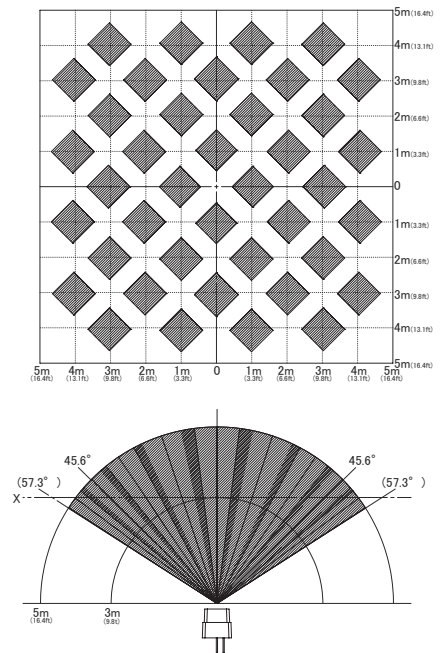 5m(16.4ft)
4m(13.1ft)
3m(9.8ft)
2m(6.6ft)
1m(3.3ft)
0
1m(3.3ft)
2m(6.6ft)
3m(9.8ft)
4m(13.1ft)
5m(16.4ft)
5m 4m 3m 2m 1m 0 1m 2m 3m 4m 5m
(16.4ft) (13.1ft) (9.8ft) (6.6ft) (3.3ft) (3.3ft) (6.6ft) (9.8ft) (13.1ft) (16.4ft)
45.6° 45.6°
(57.3° ) (57.3° )
X
5m 3m
(16.4ft) (9.8ft)